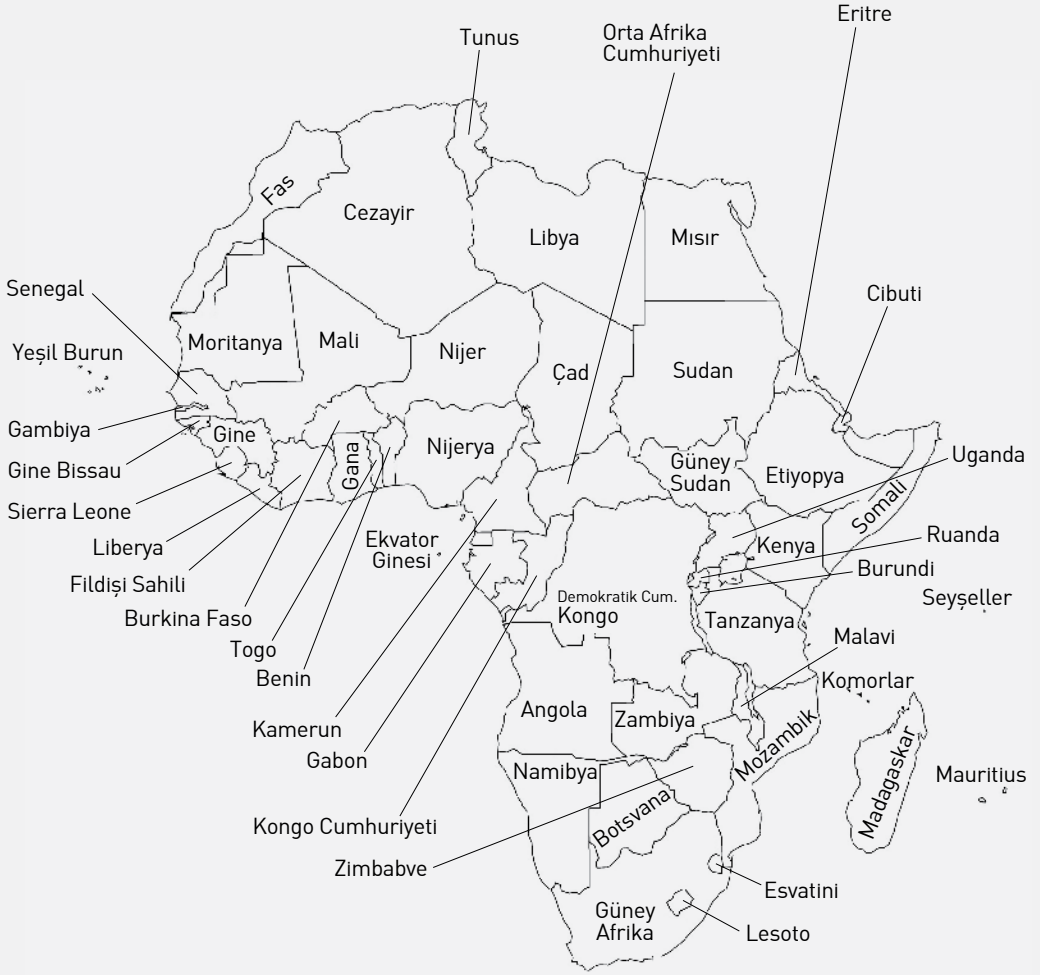 Eritre
Tunus
Orta Afrika
Cumhuriyeti
Fas
Cezayir
Libya
Mısır
Senegal
Cibuti
Yeşil Burun
Moritanya
Mali
Nijer
Çad
Sudan
Gambiya
Gine
Gana
Nijerya
Güney
Sudan
Etiyopya
Uganda
Gine Bissau
Sierra Leone
Somali
Liberya
Ekvator
Ginesi
Kenya
Ruanda
Fildişi Sahili
Burundi
Demokratik Cum.
Kongo
Seyşeller
Burkina Faso
Tanzanya
Togo
Malavi
Benin
Komorlar
Angola
Zambiya
Kamerun
Mozambik
Gabon
Namibya
Madagaskar
Mauritius
Botsvana
Kongo Cumhuriyeti
Zimbabve
Esvatini
Güney
Afrika
Lesoto